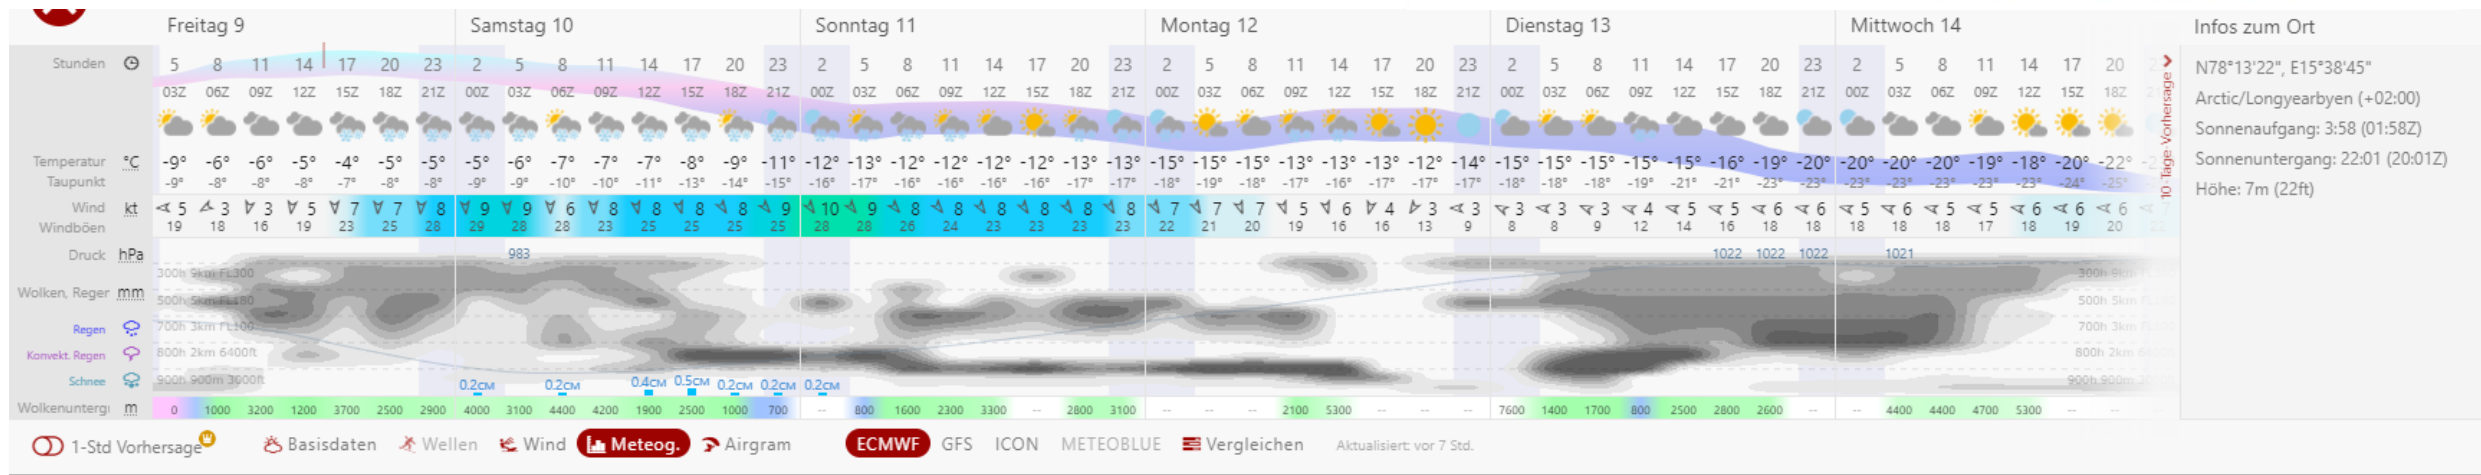 Freitag 9 Samstag 10 Sonntag 11 Montag 12 Dienstag 13 Mittwoch 14 Infos zum Ort
Stunden 5 8 11 14 17 20 23 2 5 8 11 14 17 20 23 2 5 8 11 14 17 20 23 2 5 8 11 14 17 20 23 2 5 8 11 14 17 20 23 2 5 8 11 14 17 20
03Z 06Z 09Z 12Z 15Z 18Z 21Z 00Z 03Z 06Z 09Z 12Z 15Z 18Z 21Z 00Z 03Z 06Z 09Z 12Z 15Z 18Z 21Z 00Z 03Z 06Z 09Z 12Z 15Z 18Z 21Z 00Z 03Z 06Z 09Z 12Z 15Z 18Z 21Z 00Z 03Z 06Z 09Z 12Z 15Z 18Z
Temperatur °C -9° -6° -6° -5° -4° -5° -5° -5° -6° -7° -7° -7° -8° -9° -11° -12° -13° -12° -12° -12° -12° -13° -13° -15° -15° -15° -13° -13° -13° -12° -14° -15° -15° -15° -15° -15° -16° -19° -20° -20° -20° -20° -19° -18° -20° -22°
Taupunkt -9° -8° -8° -8° -7° -8° -8° -9° -9° -10° -10° -11° -13° -14° -15° -16° -17° -16° -16° -16° -16° -17° -17° -18° -19° -18° -17° -16° -16° -17° -17° -18° -18° -18° -19° -21° -21° -23° -23° -23° -23° -23° -23° -23° -24° -25°
Wind kt 5 3 3 5 7 7 8 9 9 6 8 8 8 8 9 10 9 8 8 8 8 8 8 7 7 7 5 6 4 3 3 3 3 3 4 5 5 6 6 5 6 5 5 6 6 6 7
Windböen 19 18 16 19 23 25 28 29 28 28 23 25 25 25 25 28 28 26 24 23 23 23 23 22 21 20 19 16 16 13 9 8 8 9 12 14 16 18 18 18 18 18 17 18 19 20 22
Druck hPa 983 1022 1022 1022 1021
300h 9km FL300 300h 9km
Wolken, Reger mm
500h 5km FL180 500h 5km
Regen 700h 3km FL100 700h 3km
Konvekt. Regen 800h 2km 6400ft 800h 2km
Schnee 900h 900m 3000ft 0.2см 0.2см 0.4см 0.5см 0.2см 0.2см 0.2см 900h 900m
Wolkenunterg m 0 1000 3200 1200 3700 2500 2900 4000 3100 4400 4200 1900 2500 1000 700 -- 800 1600 2300 3300 -- 2800 3100 -- -- -- 2100 5300 -- -- -- 7600 1400 1700 800 2500 2800 2600 -- -- 4400 4400 4700 5300 -- --
10-Tage-Vorhersage
N78°13'22", E15°38'45"
Arctic/Longyearbyen (+02:00)
Sonnenaufgang: 3:58 (01:58Z)
Sonnenuntergang: 22:01 (20:01Z)
Höhe: 7m (22ft)
1-Std Vorhersage Basisdaten Wellen Wind Meteog. Airgram ECMWF GFS ICON METEOBLUE Vergleichen Aktualisiert: vor 7 Std.